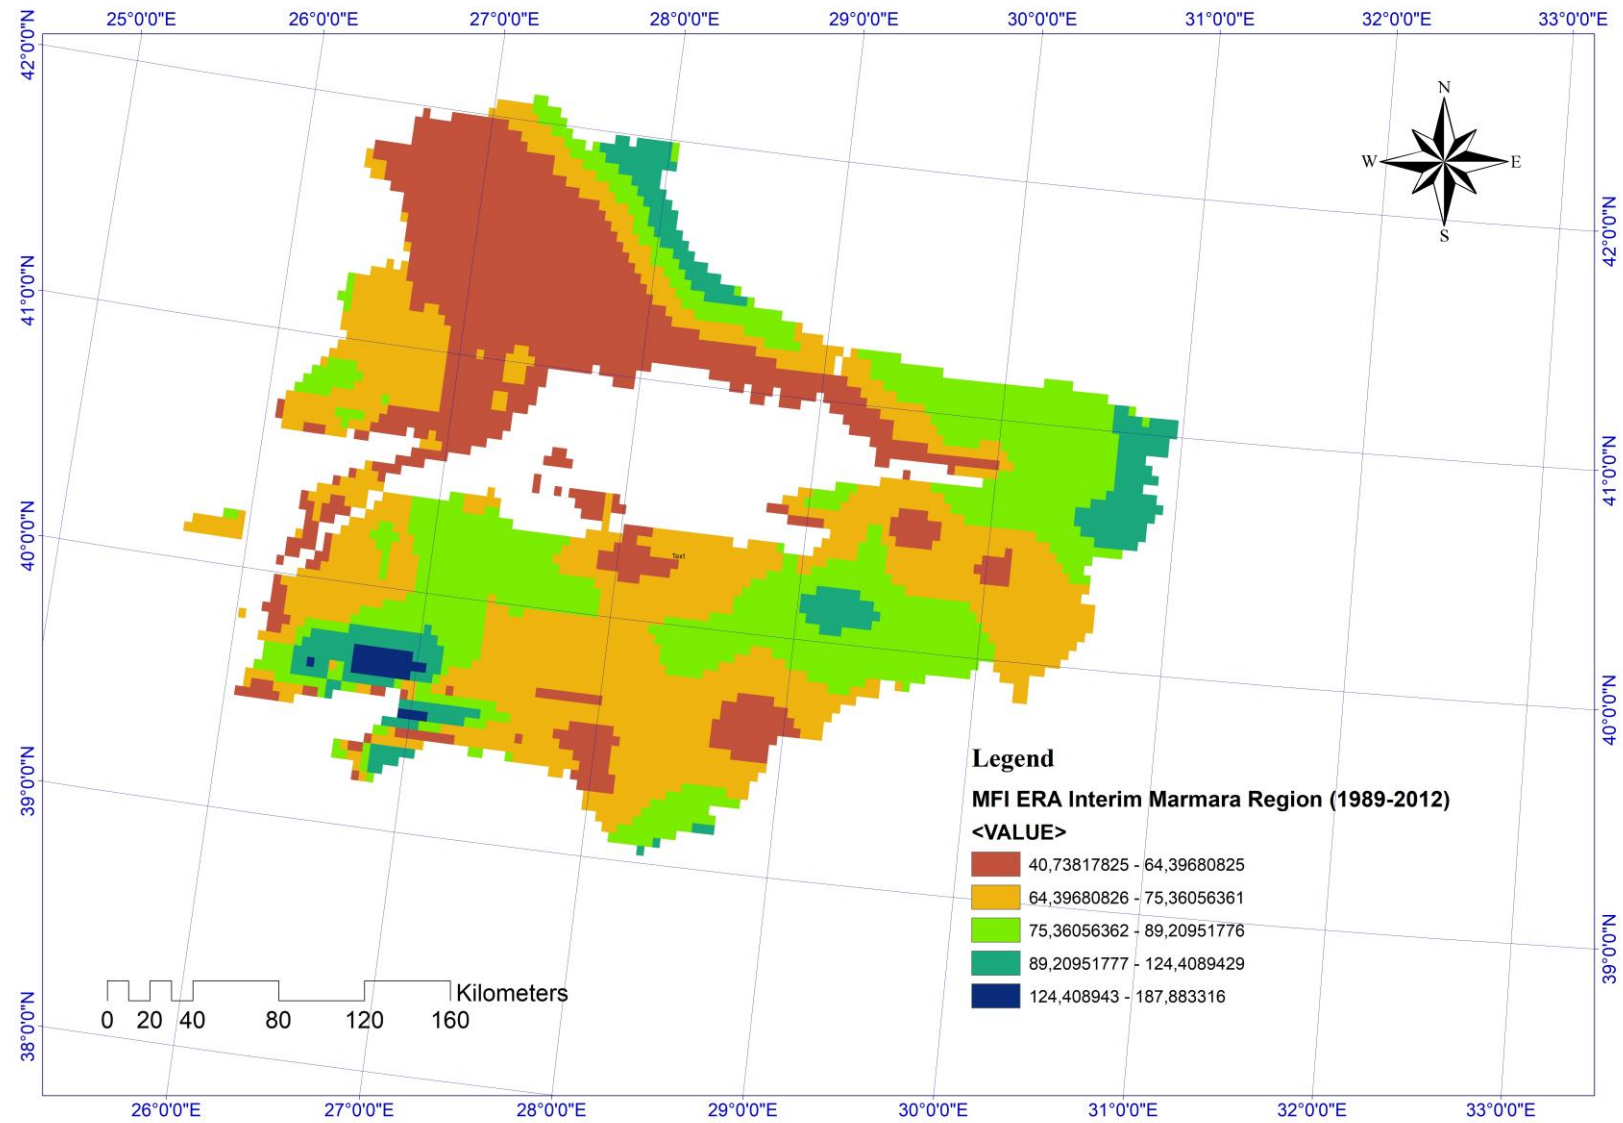 25°0'0"E 26°0'0"E 27°0'0"E 28°0'0"E 29°0'0"E 30°0'0"E 31°0'0"E 32°0'0"E 33°0'0"E
42°0'0"N
41°0'0"N
40°0'0"N
39°0'0"N
38°0'0"N
N
W E
S
42°0'0"N
41°0'0"N
40°0'0"N
39°0'0"N
Text
Legend
MFI ERA Interim Marmara Region (1989-2012)
<VALUE>
40,73817825 - 64,39680825
64,39680826 - 75,36056361
75,36056362 - 89,20951776
89,20951777 - 124,4089429
124,408943 - 187,883316
Kilometers
0 20 40 80 120 160
26°0'0"E 27°0'0"E 28°0'0"E 29°0'0"E 30°0'0"E 31°0'0"E 32°0'0"E 33°0'0"E